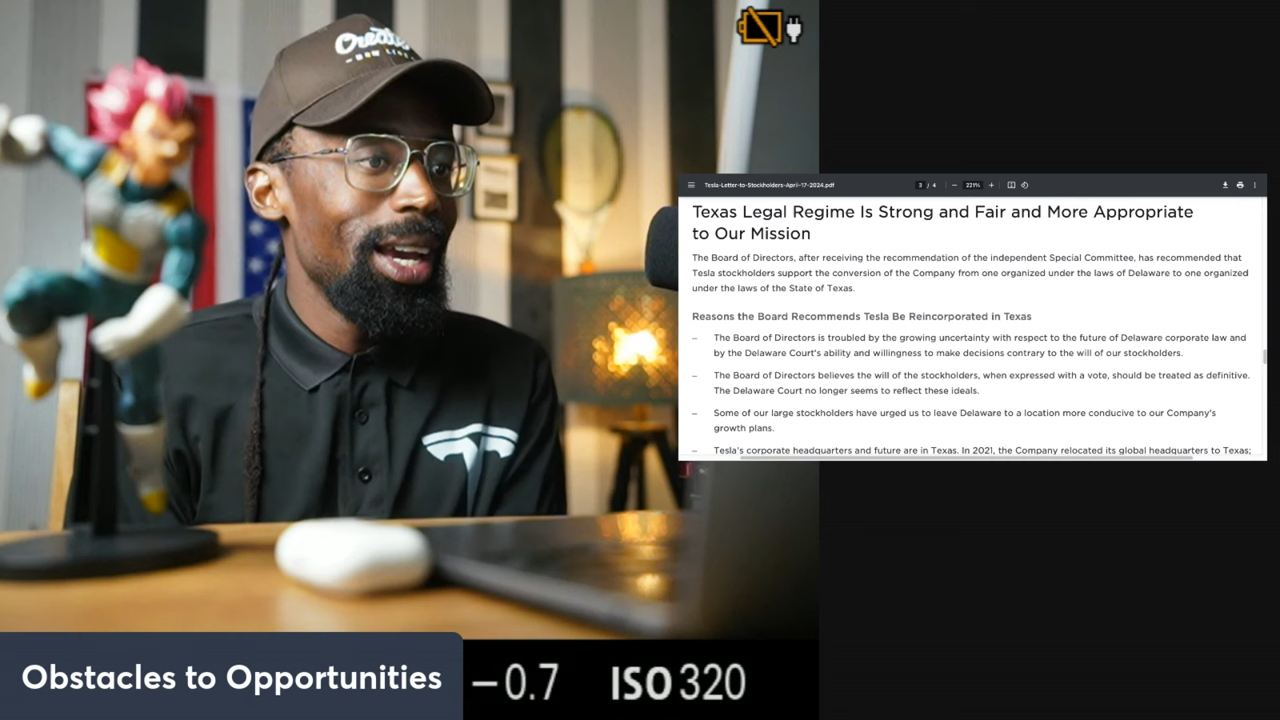 Create
Tesla-Letter-to-Stockholders-April-17-2024.pdf
3 / 4
221%
Texas Legal Regime Is Strong and Fair and More Appropriate
to Our Mission
The Board of Directors, after receiving the recommendation of the independent Special Committee, has recommended that
Tesla stockholders support the conversion of the Company from one organized under the laws of Delaware to one organized
under the laws of the State of Texas.
Reasons the Board Recommends Tesla Be Reincorporated in Texas
– The Board of Directors is troubled by the growing uncertainty with respect to the future of Delaware corporate law and
by the Delaware Court's ability and willingness to make decisions contrary to the will of our stockholders.
– The Board of Directors believes the will of the stockholders, when expressed with a vote, should be treated as definitive.
The Delaware Court no longer seems to reflect these ideals.
– Some of our large stockholders have urged us to leave Delaware to a location more conducive to our Company's
growth plans.
– Tesla's corporate headquarters and future are in Texas. In 2021, the Company relocated its global headquarters to Texas;
Obstacles to Opportunities
–0.7 ISO 320